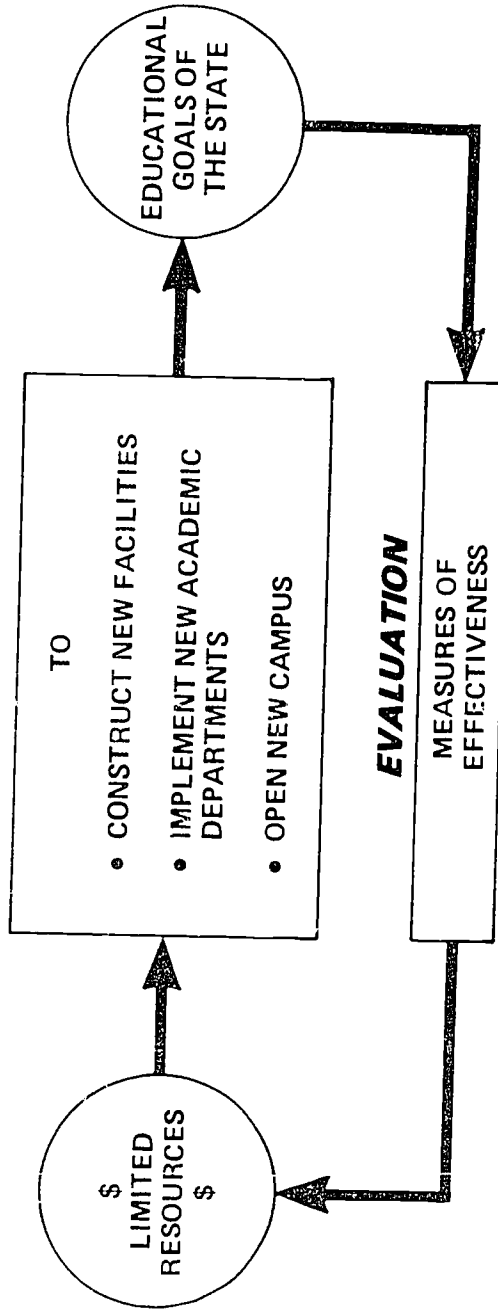 $
LIMITED
RESOURCES
$
TO
• CONSTRUCT NEW FACILITIES
• IMPLEMENT NEW ACADEMIC
DEPARTMENTS
• OPEN NEW CAMPUS
EDUCATIONAL
GOALS OF
THE STATE
EVALUATION
MEASURES OF
EFFECTIVENESS